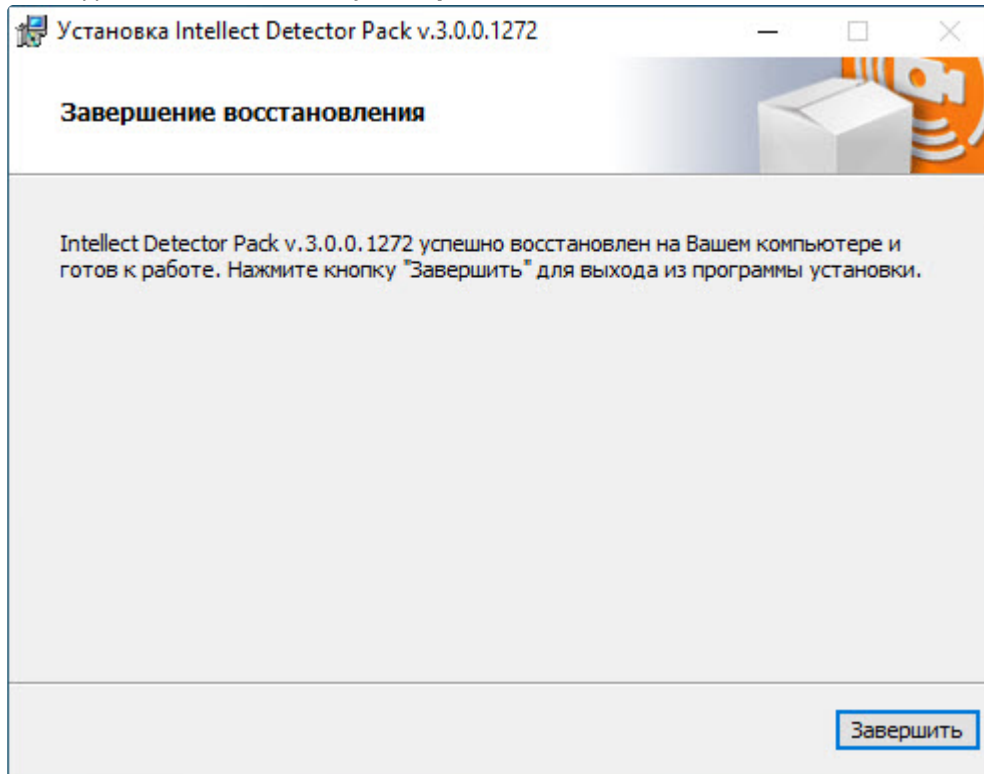 Установка Intellect Detector Pack v.3.0.0.1272
Завершение восстановления
Intellect Detector Pack v.3.0.0.1272 успешно восстановлен на Вашем компьютере и
готов к работе. Нажмите кнопку "Завершить" для выхода из программы установки.
Завершить